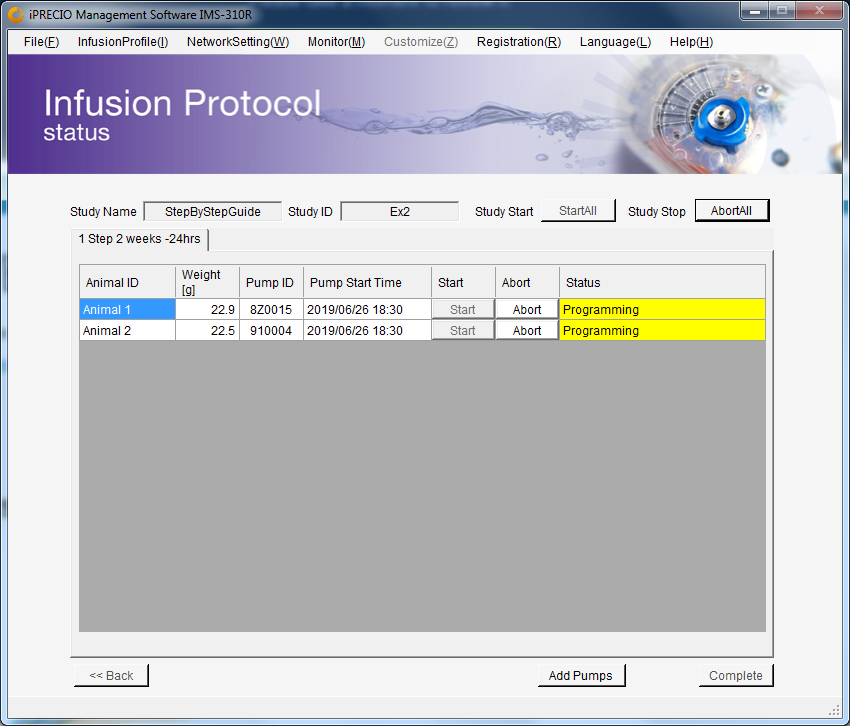 iPRECIO Management Software IMS-310R
File(F) InfusionProfile(I) NetworkSetting(W) Monitor(M) Customize(Z) Registration(R) Language(L) Help(H)
Infusion Protocol
status
Study Name StepByStepGuide Study ID Ex2 Study Start StartAll Study Stop AbortAll
1 Step 2 weeks -24hrs
Animal ID Weight [g] Pump ID Pump Start Time Start Abort Status
Animal 1 22.9 8Z0015 2019/06/26 18:30 Start Abort Programming
Animal 2 22.5 910004 2019/06/26 18:30 Start Abort Programming
<< Back Add Pumps Complete